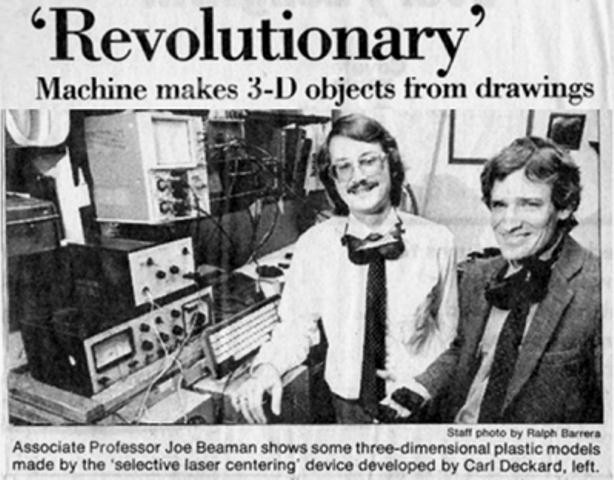 'Revolutionary'
Machine makes 3-D objects from drawings
Staff photo by Ralph Barrera
Associate Professor Joe Beaman shows some three-dimensional plastic models
made by the 'selective laser centering' device developed by Carl Deckard, left.